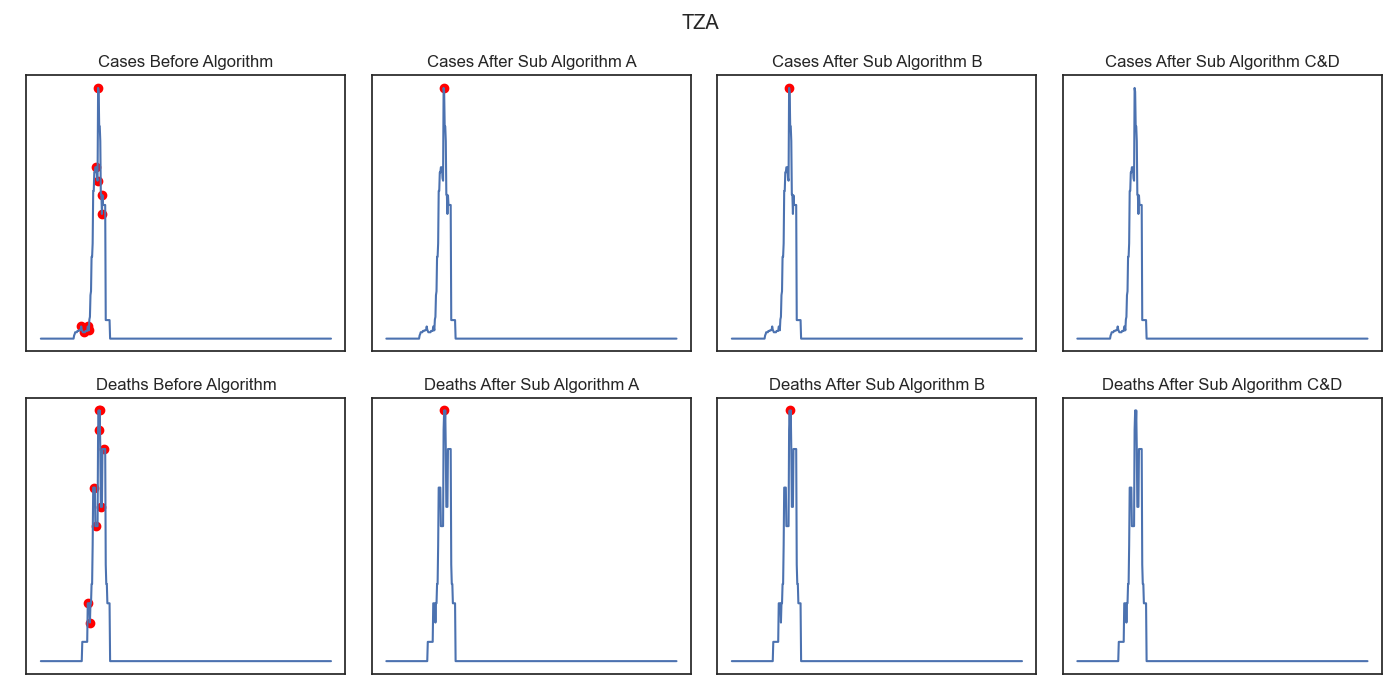 TZA
Cases Before Algorithm
Cases After Sub Algorithm A
Cases After Sub Algorithm B
Cases After Sub Algorithm C&D
Deaths Before Algorithm
Deaths After Sub Algorithm A
Deaths After Sub Algorithm B
Deaths After Sub Algorithm C&D